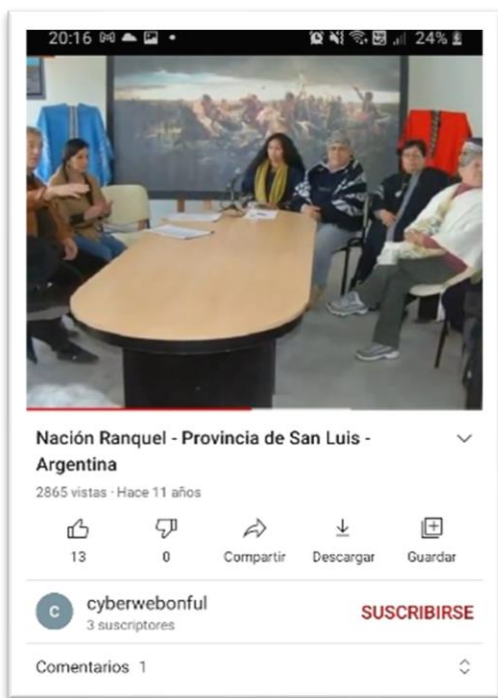 20:16 24%
Nación Ranquel - Provincia de San Luis -
Argentina
2865 vistas · Hace 11 años
13 0 Compartir Descargar Guardar
C cyberwebonful SUSCRIBIRSE
3 suscriptores
Comentarios 1